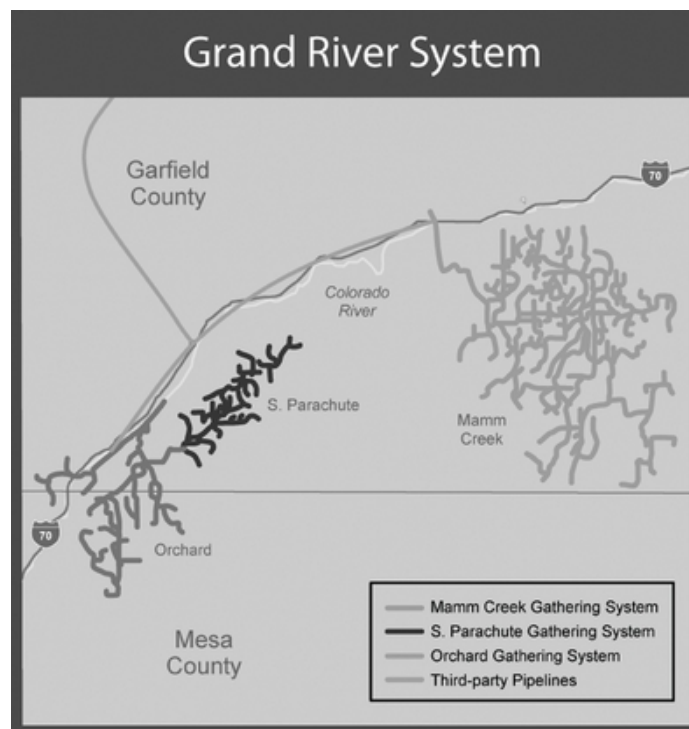 Grand River System
Garfield
County
70
Colorado
River
S. Parachute
Mamm
Creek
70
Orchard
Mesa
County
Mamm Creek Gathering System
S. Parachute Gathering System
Orchard Gathering System
Third-party Pipelines